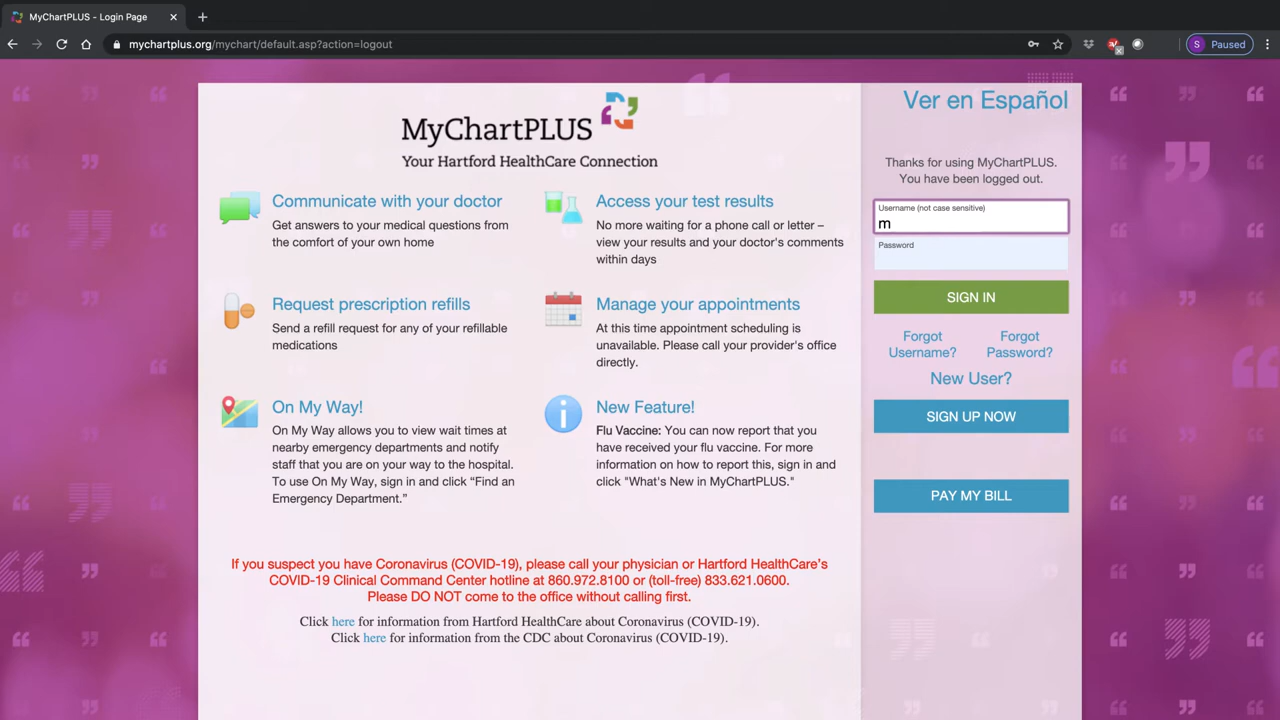 MyChartPLUS - Login Page
mychartplus.org/mychart/default.asp?action=logout
S
Paused
MyChartPLUS
Your Hartford HealthCare Connection
Communicate with your doctor
Get answers to your medical questions from
the comfort of your own home
Access your test results
No more waiting for a phone call or letter –
view your results and your doctor's comments
within days
Request prescription refills
Send a refill request for any of your refillable
medications
Manage your appointments
At this time appointment scheduling is
unavailable. Please call your provider's office
directly.
On My Way!
On My Way allows you to view wait times at
nearby emergency departments and notify
staff that you are on your way to the hospital.
To use On My Way, sign in and click “Find an
Emergency Department.”
New Feature!
Flu Vaccine: You can now report that you
have received your flu vaccine. For more
information on how to report this, sign in and
click "What's New in MyChartPLUS."
If you suspect you have Coronavirus (COVID-19), please call your physician or Hartford HealthCare’s
COVID-19 Clinical Command Center hotline at 860.972.8100 or (toll-free) 833.621.0600.
Please DO NOT come to the office without calling first.
Click here for information from Hartford HealthCare about Coronavirus (COVID-19).
Click here for information from the CDC about Coronavirus (COVID-19).
Ver en Español
Thanks for using MyChartPLUS.
You have been logged out.
Username (not case sensitive)
m
Password
SIGN IN
Forgot
Username?
Forgot
Password?
New User?
SIGN UP NOW
PAY MY BILL